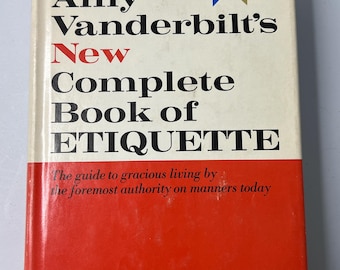 Amy
Vanderbilt's
New
Complete
Book of
ETIQUETTE
The guide to gracious living by
the foremost authority on manners today